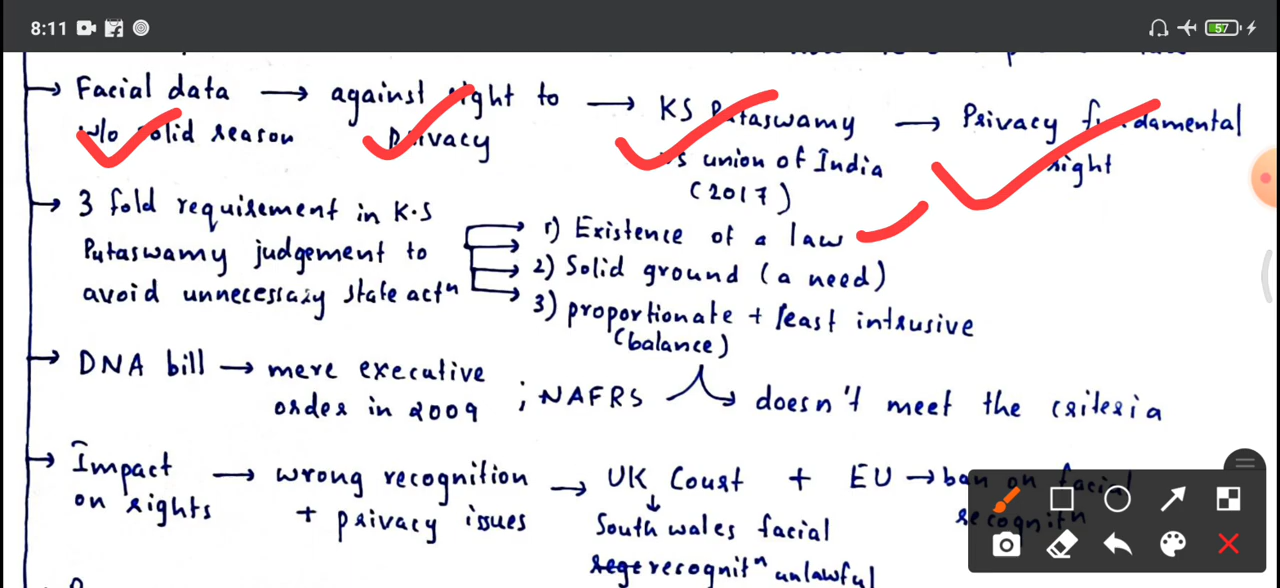 8:11
57
→ Facial data → against right to → KS Putaswamy → Privacy fundamental
w/o solid reason privacy vs union of India right
(2017)
→ 3 fold requirement in K.S
Putaswamy judgement to
avoid unnecessary state actⁿ
1) Existence of a law
2) Solid ground (a need)
3) proportionate + least intrusive
(balance)
→ DNA bill → mere executive ; NAFRS → doesn't meet the criteria
order in 2009
→ Impact → wrong recognition → UK Court + EU → ban on facial
on rights + privacy issues recognitⁿ
↓
South wales facial
recognitⁿ unlawful